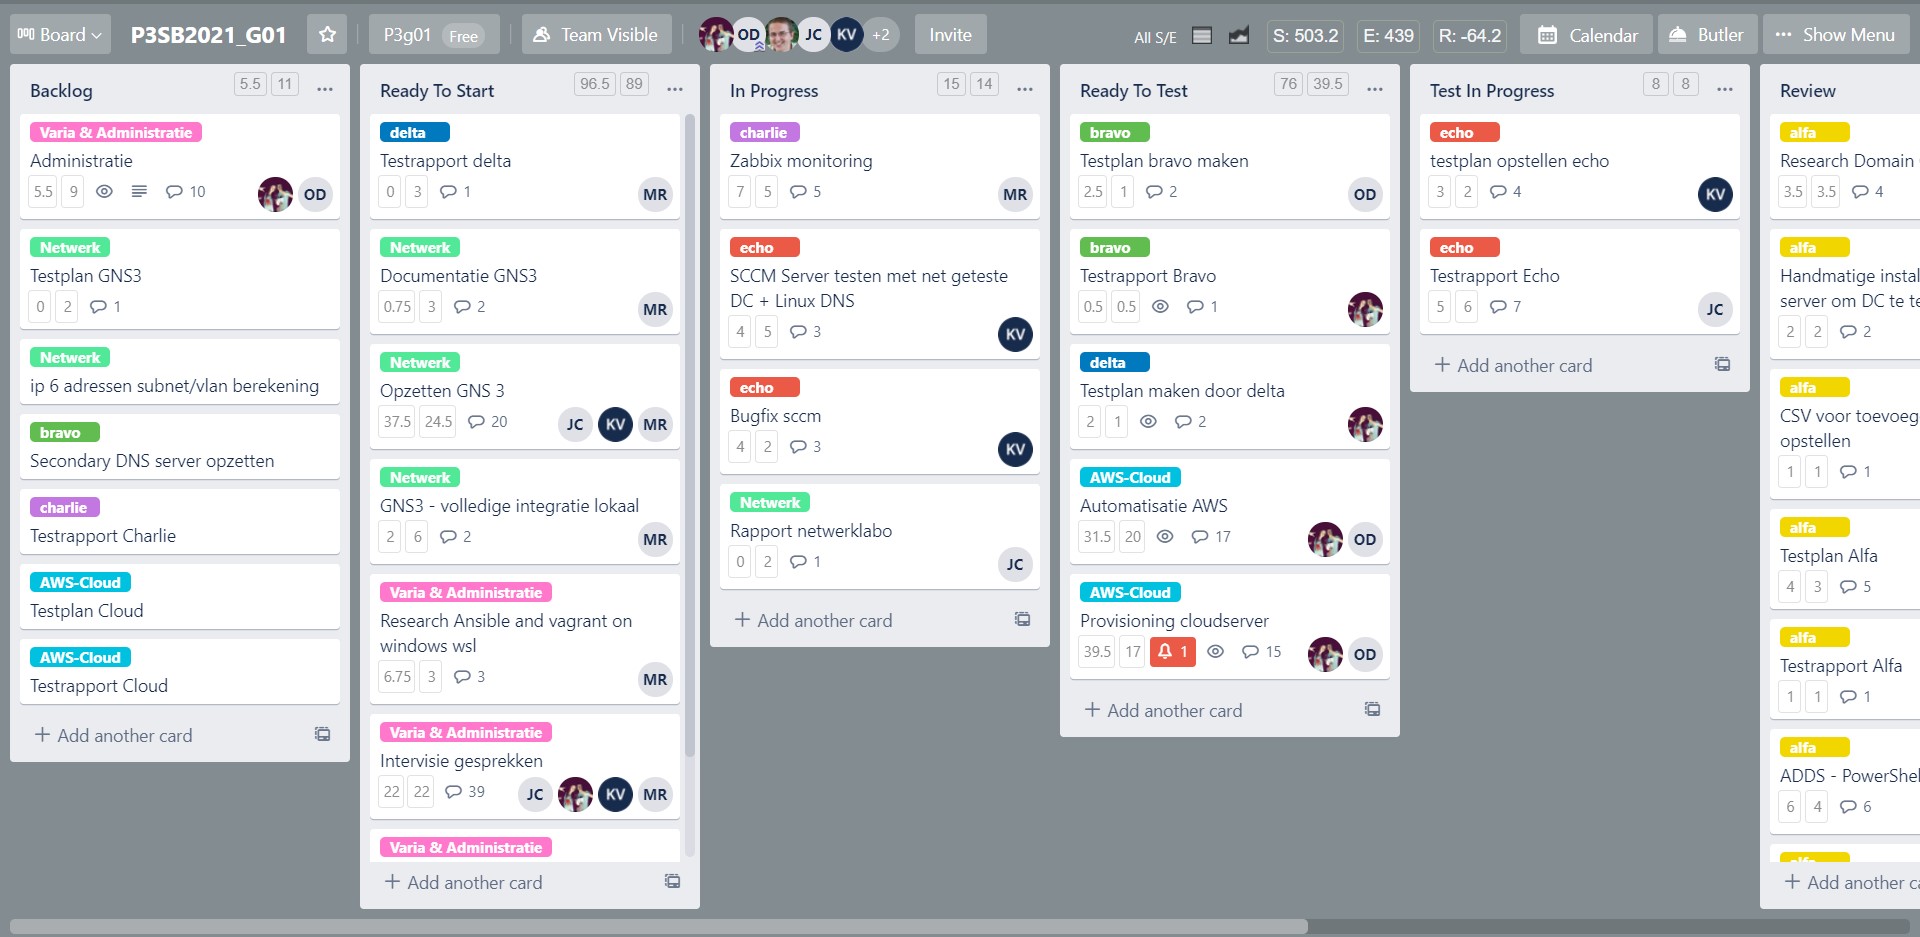 Board
P3SB2021_G01
P3g01 Free
Team Visible
OD JC KV +2
Invite
All S/E
S: 503.2 E: 439 R: -64.2
Calendar
Butler
Show Menu
Backlog 5.5 11
Varia & Administratie
Administratie
5.5 9 10 OD
Netwerk
Testplan GNS3
0 2 1
Netwerk
ip 6 adressen subnet/vlan berekening
bravo
Secondary DNS server opzetten
charlie
Testrapport Charlie
AWS-Cloud
Testplan Cloud
AWS-Cloud
Testrapport Cloud
+ Add another card
Ready To Start 96.5 89
delta
Testrapport delta
0 3 1 MR
Netwerk
Documentatie GNS3
0.75 3 2 MR
Netwerk
Opzetten GNS 3
37.5 24.5 20 JC KV MR
Netwerk
GNS3 - volledige integratie lokaal
2 6 2 MR
Varia & Administratie
Research Ansible and vagrant on
windows wsl
6.75 3 3 MR
Varia & Administratie
Intervisie gesprekken
22 22 39 JC KV MR
Varia & Administratie
+ Add another card
In Progress 15 14
charlie
Zabbix monitoring
7 5 5 MR
echo
SCCM Server testen met net geteste
DC + Linux DNS
4 5 3 KV
echo
Bugfix sccm
4 2 3 KV
Netwerk
Rapport netwerklabo
0 2 1 JC
+ Add another card
Ready To Test 76 39.5
bravo
Testplan bravo maken
2.5 1 2 OD
bravo
Testrapport Bravo
0.5 0.5 1
delta
Testplan maken door delta
2 1 2
AWS-Cloud
Automatisatie AWS
31.5 20 17 OD
AWS-Cloud
Provisioning cloudserver
39.5 17 1 15 OD
+ Add another card
Test In Progress 8 8
echo
testplan opstellen echo
3 2 4 KV
echo
Testrapport Echo
5 6 7 JC
+ Add another card
Review
alfa
Research Domain
3.5 3.5 4
alfa
Handmatige instal
server om DC te te
2 2 2
alfa
CSV voor toevoeg
opstellen
1 1 1
alfa
Testplan Alfa
4 3 5
alfa
Testrapport Alfa
1 1 1
alfa
ADDS - PowerShel
6 4 6
alfa
+ Add another ca